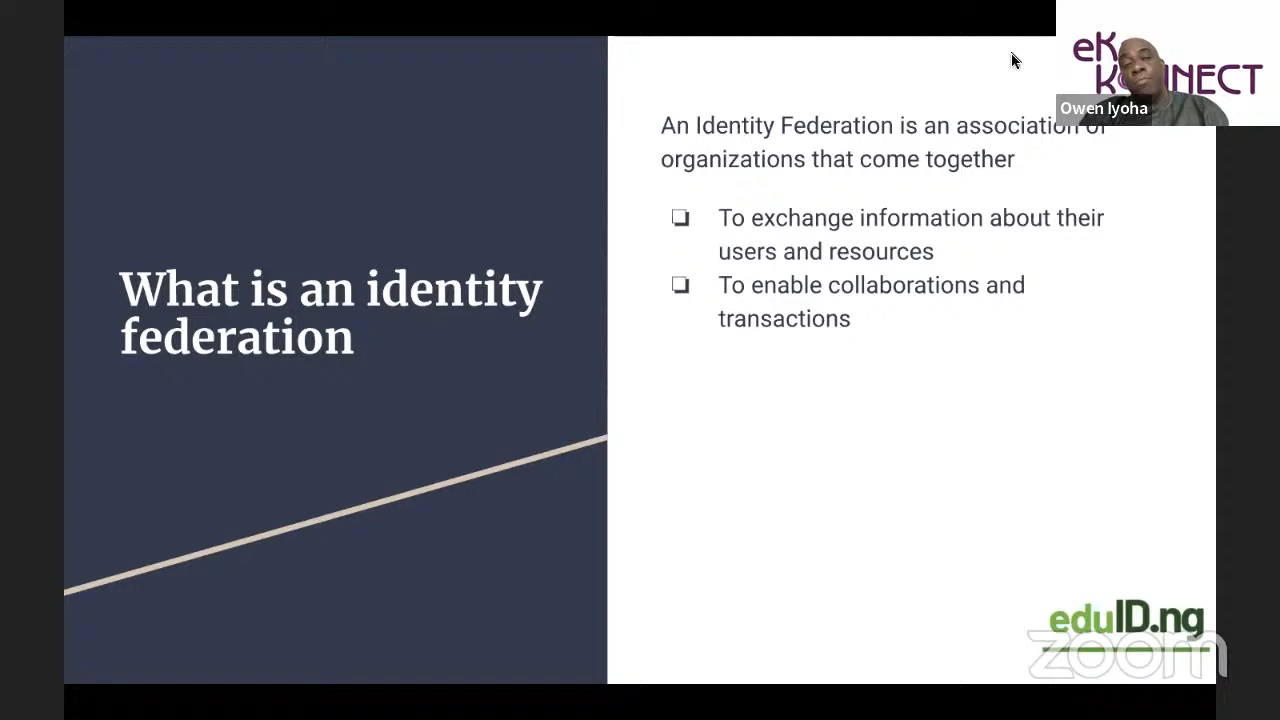 What is an identity
federation
An Identity Federation is an association of
organizations that come together
❏ To exchange information about their
users and resources
❏ To enable collaborations and
transactions
eduID.ng
zoom
eK
K NNECT
Owen Iyoha